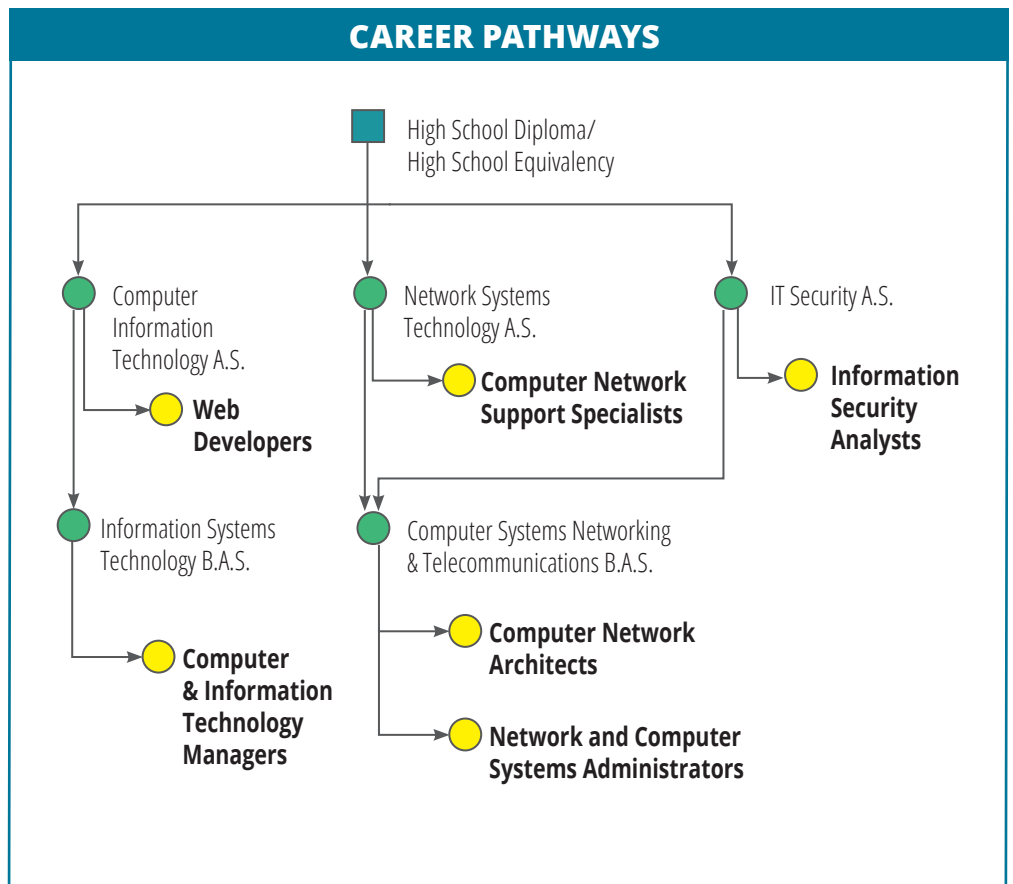 CAREER PATHWAYS
High School Diploma/
High School Equivalency
Computer
Information
Technology A.S.
Network Systems
Technology A.S.
IT Security A.S.
Web
Developers
Computer Network
Support Specialists
Information
Security
Analysts
Information Systems
Technology B.A.S.
Computer Systems Networking
& Telecommunications B.A.S.
Computer
& Information
Technology
Managers
Computer Network
Architects
Network and Computer
Systems Administrators